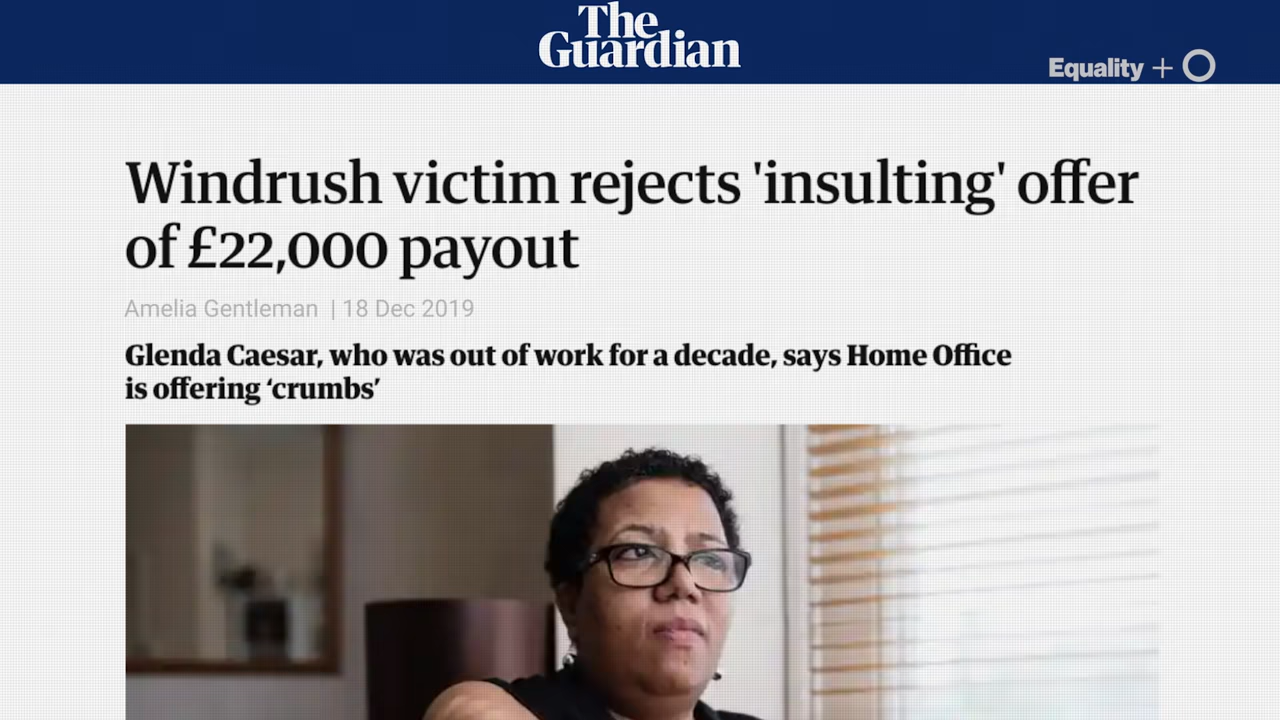 The
Guardian
Equality + O
Windrush victim rejects 'insulting' offer
of £22,000 payout
Amelia Gentleman | 18 Dec 2019
Glenda Caesar, who was out of work for a decade, says Home Office
is offering ‘crumbs’